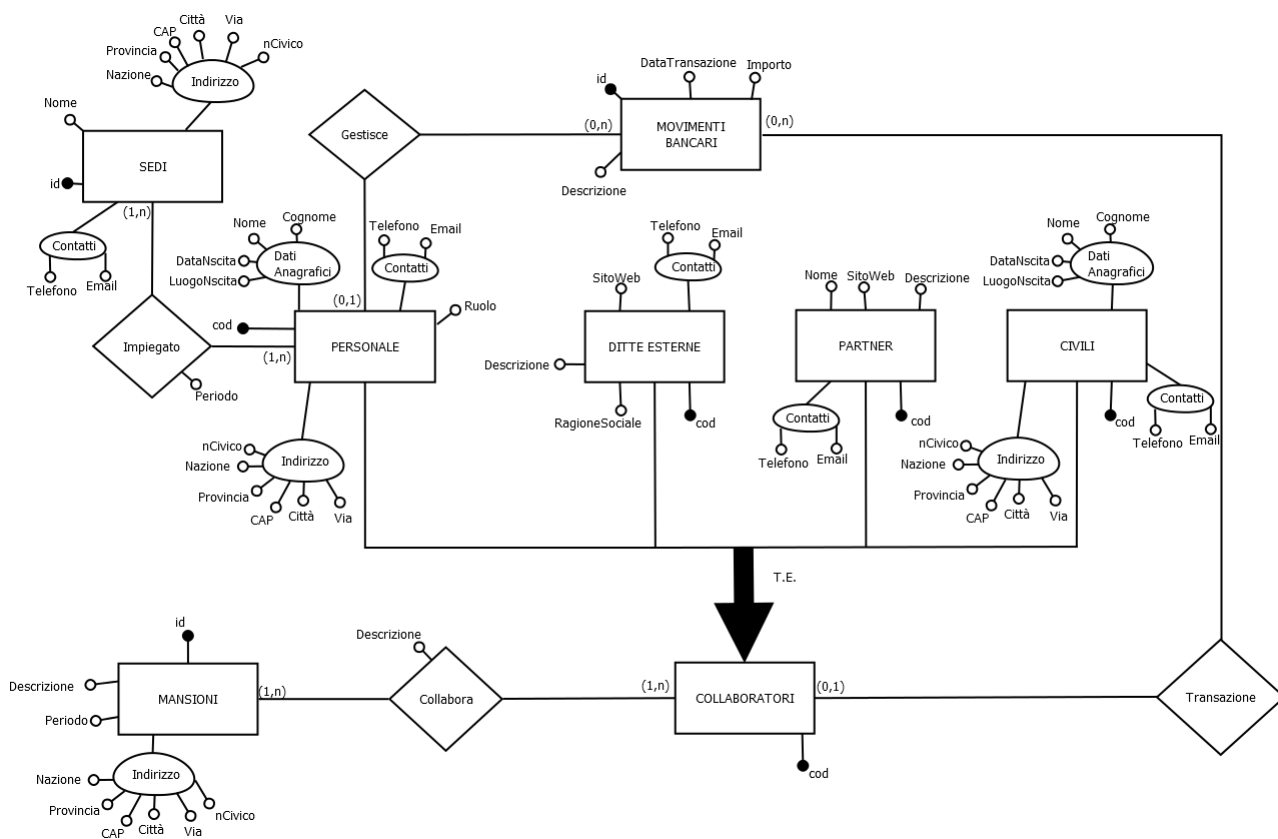 Città
Via
CAP
Provincia
nCivico
Nazione
Indirizzo
Nome
SEDI
id
(1,n)
Contatti
Telefono
Email
DataTransazione
Importo
id
Gestisce
(0,n)
MOVIMENTI
BANCARI
(0,n)
Descrizione
Nome
Cognome
DataNscita
Dati
Anagrafici
LuogoNscita
Telefono
Email
Contatti
(0,1)
Ruolo
cod
PERSONALE
(1,n)
Impiegato
Periodo
nCivico
Nazione
Indirizzo
Provincia
CAP
Città
Via
Telefono
Email
Contatti
SitoWeb
DITTE ESTERNE
Descrizione
RagioneSociale
cod
Nome
SitoWeb
Descrizione
PARTNER
Contatti
cod
Telefono
Email
Nome
Cognome
DataNscita
Dati
Anagrafici
LuogoNscita
CIVILI
Contatti
cod
Telefono
Email
nCivico
Nazione
Indirizzo
Provincia
CAP
Città
Via
T.E.
id
Descrizione
MANSIONI
Periodo
(1,n)
Descrizione
Collabora
(1,n)
COLLABORATORI
(0,1)
Transazione
cod
Nazione
Indirizzo
Provincia
CAP
Città
Via
nCivico